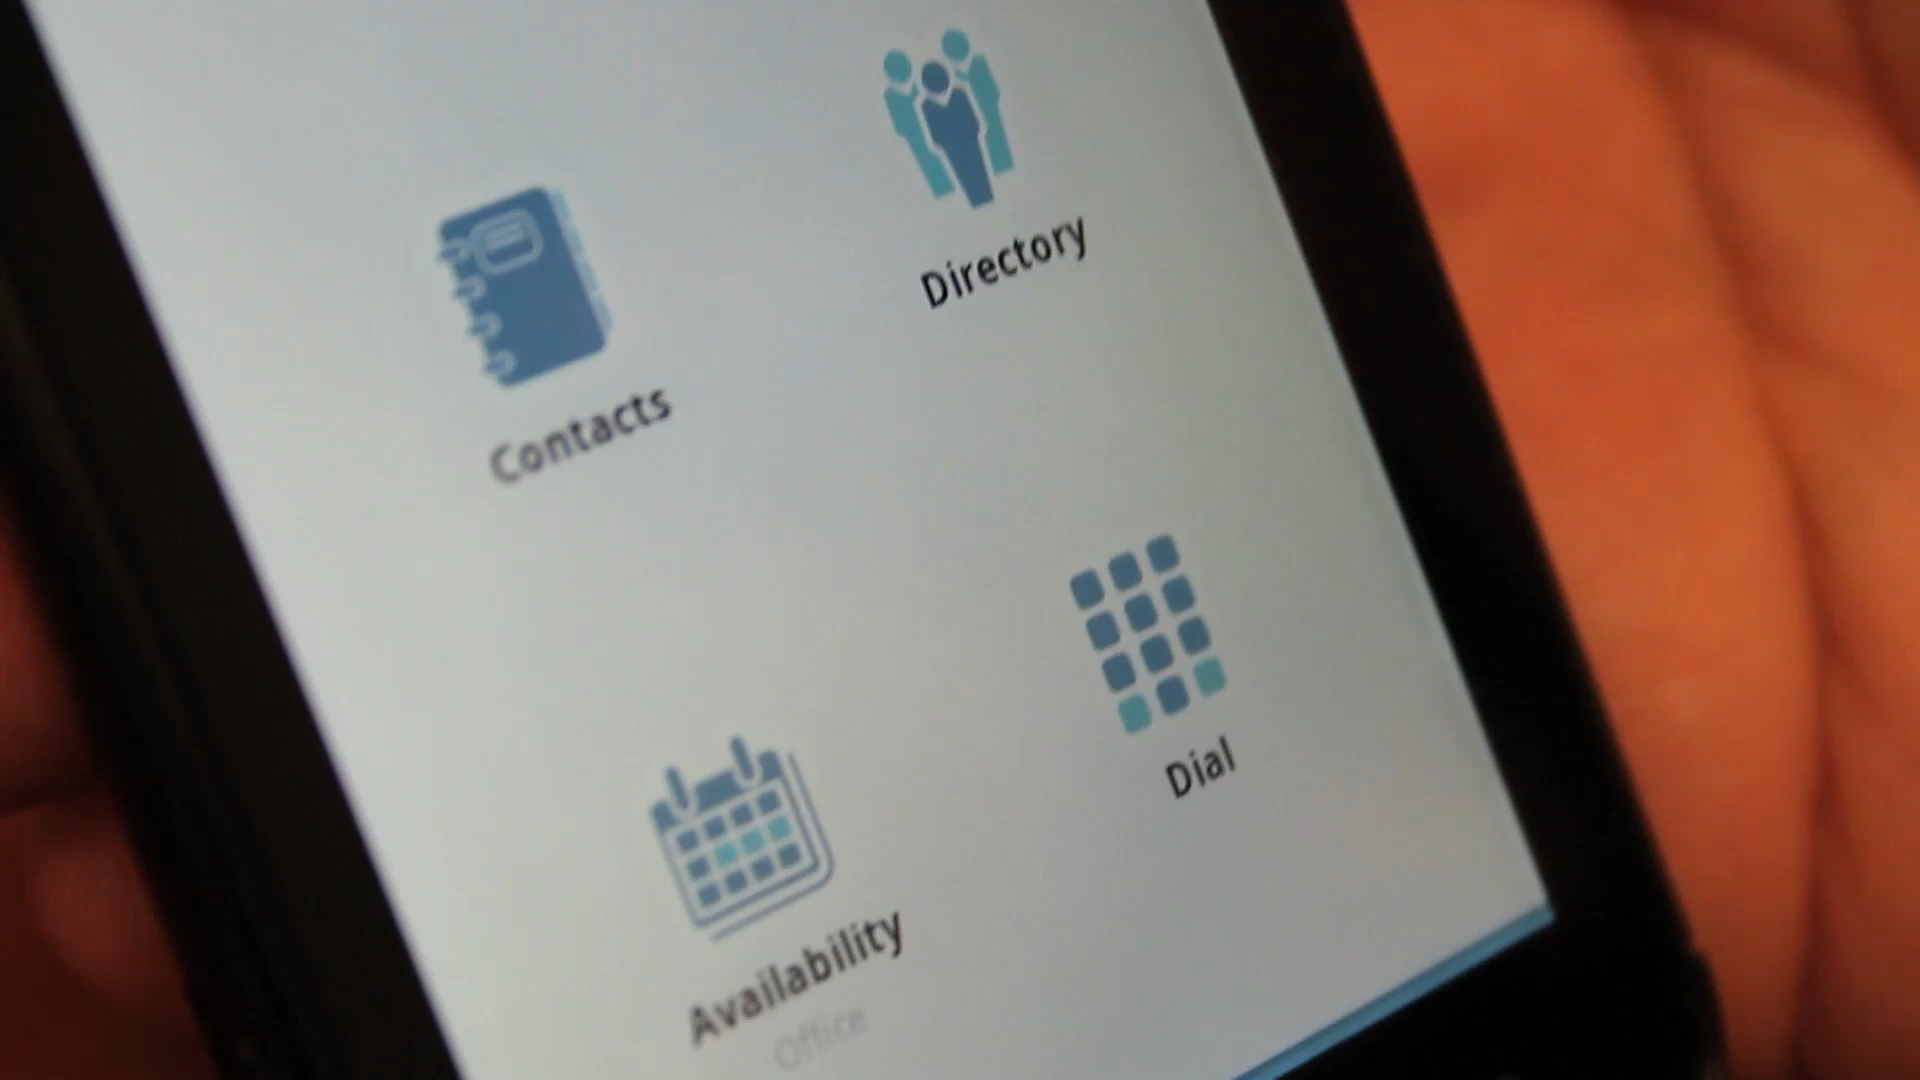 Contacts
Directory
Availability
Office
Dial